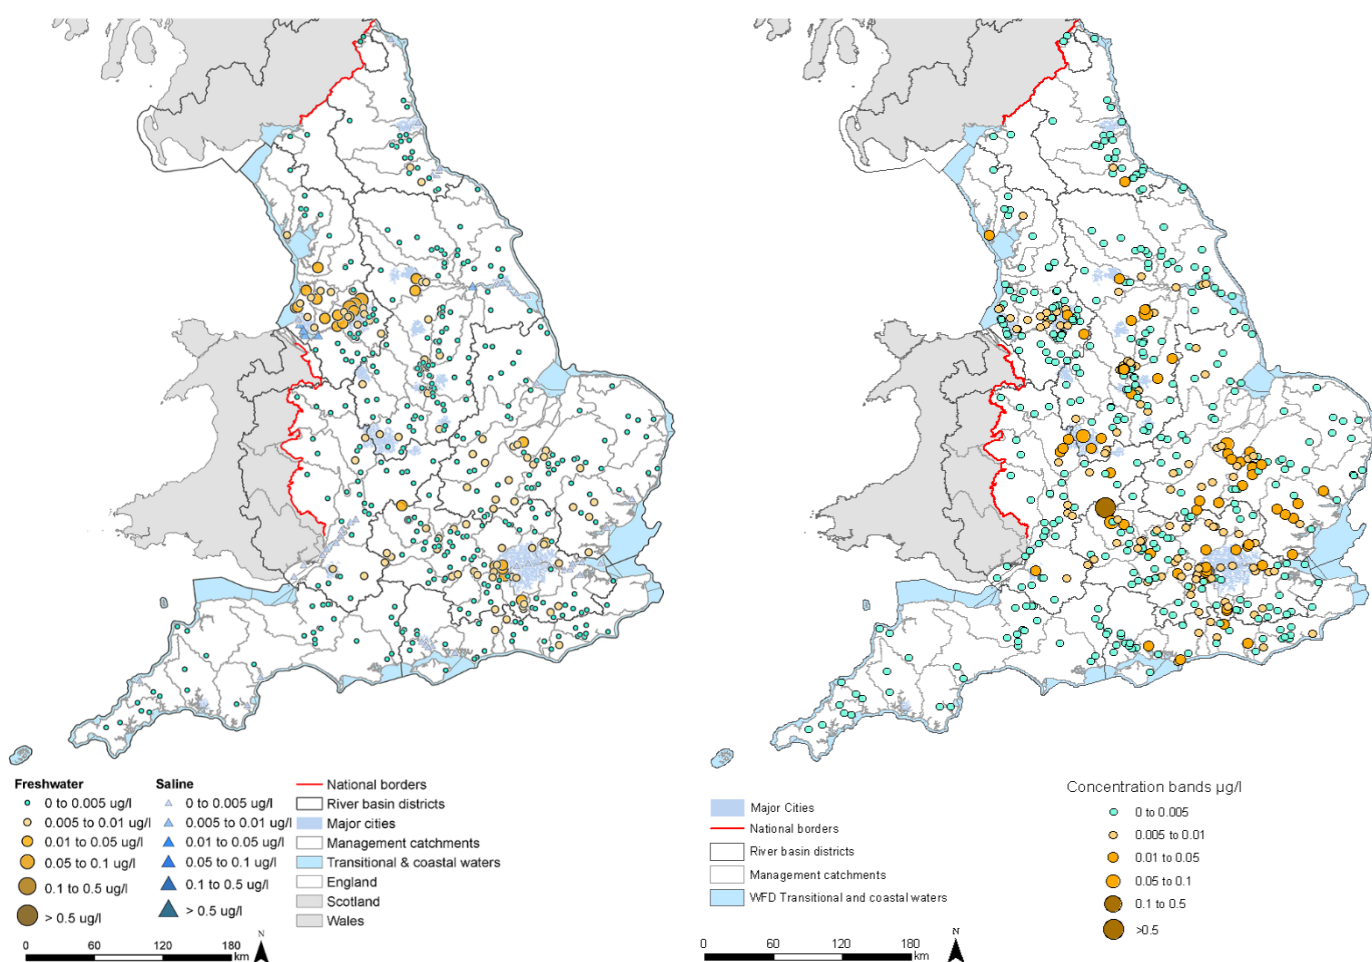 Freshwater
0 to 0.005 ug/l
0.005 to 0.01 ug/l
0.01 to 0.05 ug/l
0.05 to 0.1 ug/l
0.1 to 0.5 ug/l
> 0.5 ug/l
Saline
0 to 0.005 ug/l
0.005 to 0.01 ug/l
0.01 to 0.05 ug/l
0.05 to 0.1 ug/l
0.1 to 0.5 ug/l
> 0.5 ug/l
National borders
River basin districts
Major cities
Management catchments
Transitional & coastal waters
England
Scotland
Wales
0 60 120 180
km
N
Major Cities
National borders
River basin districts
Management catchments
WFD Transitional and coastal waters
0 60 120 180
km
N
Concentration bands µg/l
0 to 0.005
0.005 to 0.01
0.01 to 0.05
0.05 to 0.1
0.1 to 0.5
>0.5